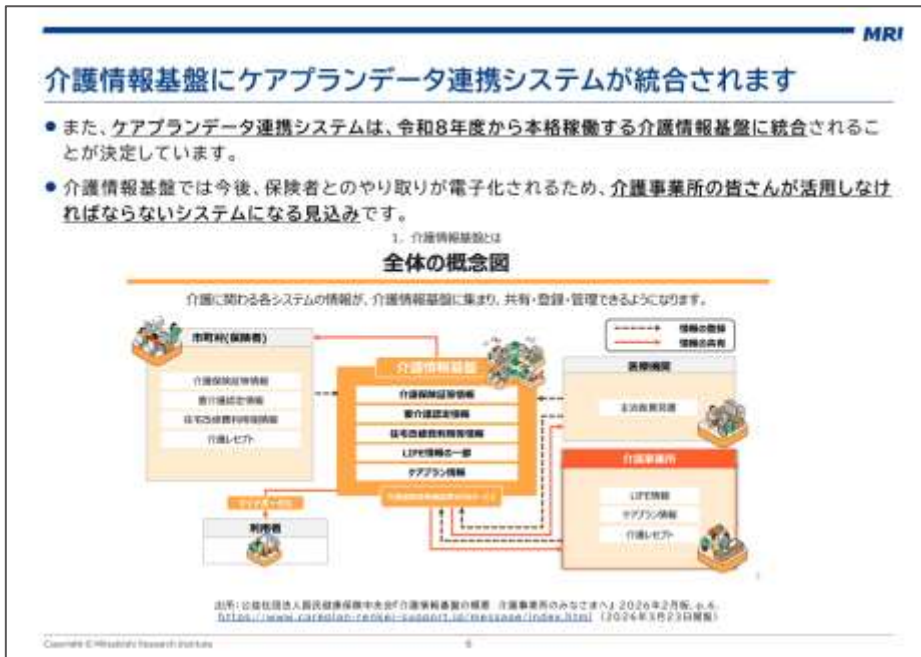 MRI
介護情報基盤にケアプランデータ連携システムが統合されます
● また、ケアプランデータ連携システムは、令和8年度から本格稼働する介護情報基盤に統合されるこ
とが決定しています。
● 介護情報基盤では今後、保険者とのやり取りが電子化されるため、介護事業所の皆さんが活用しなけ
ればならないシステムになる見込みです。
1. 介護情報基盤とは
全体の概念図
介護に関わる各システムの情報が、介護情報基盤に集まり、共有・登録・管理できるようになります。
情報の登録
情報の共有
市町村(保険者)
介護保険証等情報
要介護認定情報
住宅改修費利用等情報
介護レセプト
介護情報基盤
介護保険証等情報
要介護認定情報
住宅改修費利用等情報
LIFE情報の一部
ケアプラン情報
医療機関
主治医意見書
介護事業所
LIFE情報
ケアプラン情報
介護レセプト
利用者
出所:公益社団法人国民健康保険中央会『介護情報基盤の概要 介護事業所のみなさまへ』2026年2月版, p.6.
https://www.careplan-renkei-support.jp/message/index.html (2026年3月23日閲覧)
Copyright © Mitsubishi Research Institute